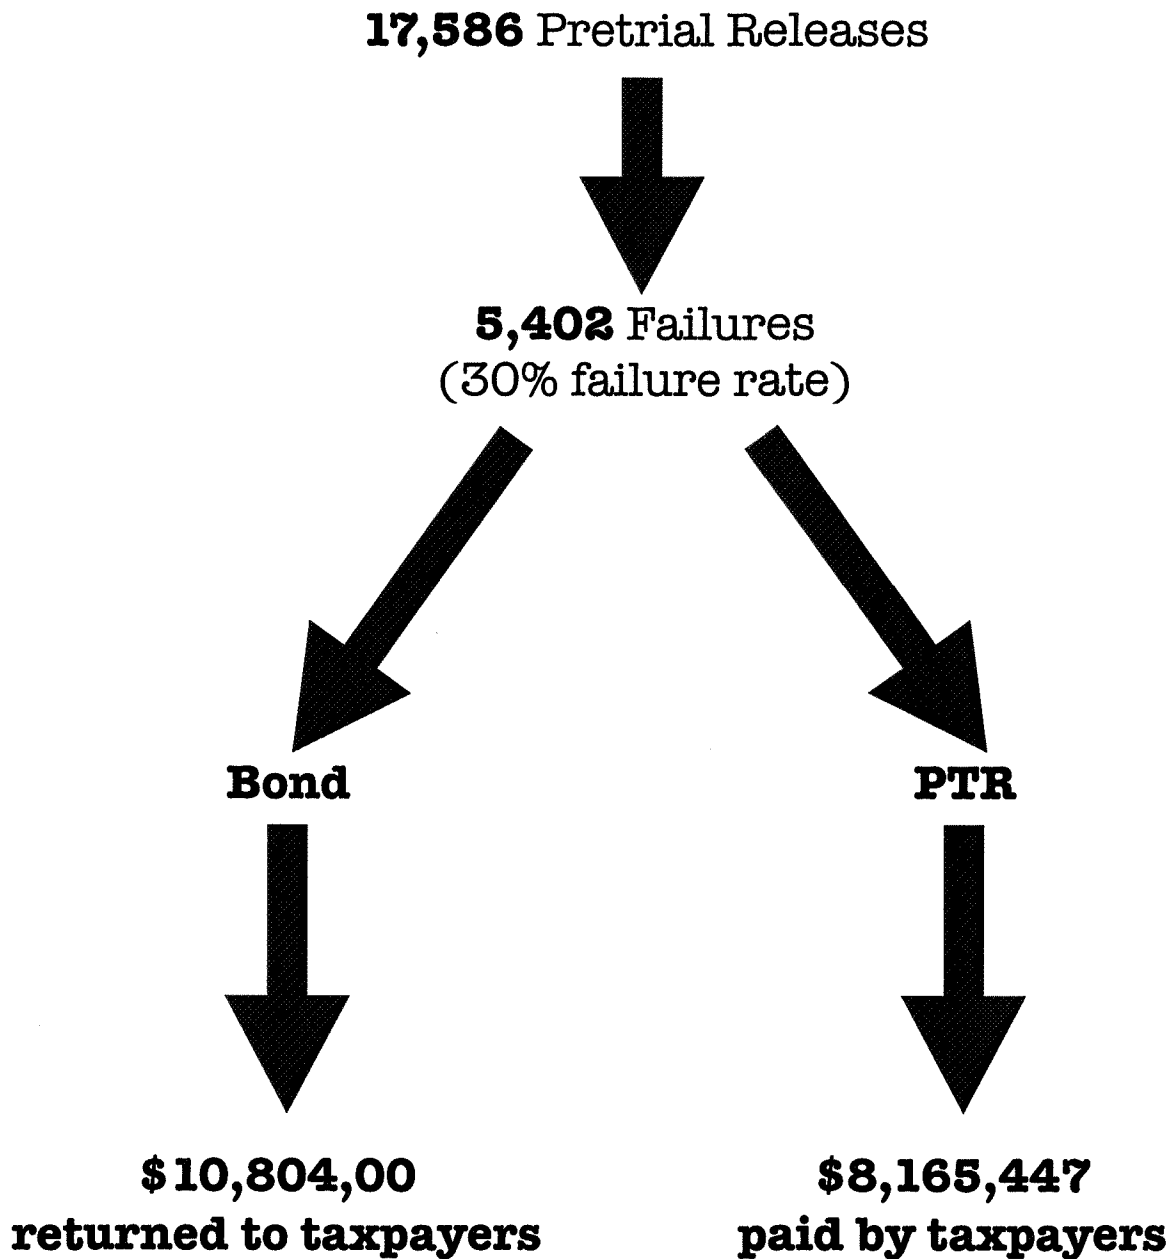 17,586 Pretrial Releases
5,402 Failures
(30% failure rate)
Bond
PTR
$10,804,00
returned to taxpayers
$8,165,447
paid by taxpayers